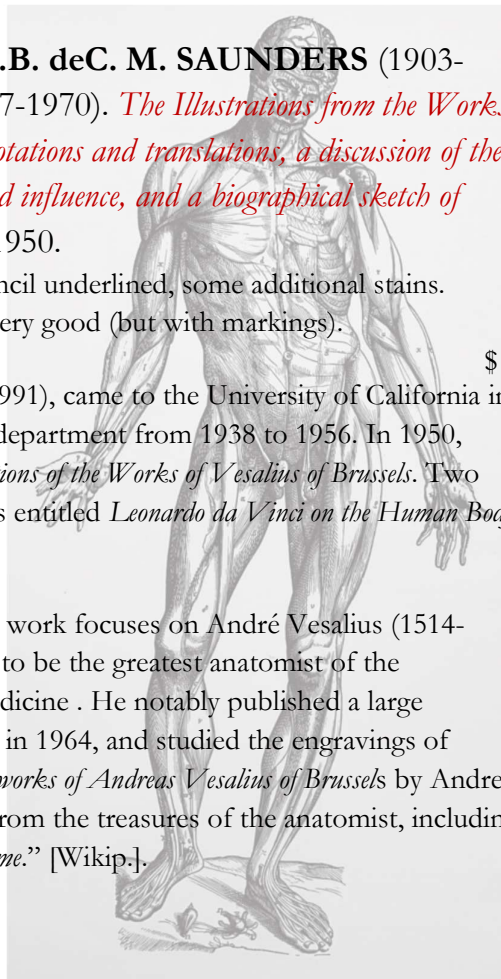 .B. deC. M. SAUNDERS (1903-
7-1970). The Illustrations from the Works
otations and translations, a discussion of the
d influence, and a biographical sketch of
1950.
ncil underlined, some additional stains.
ery good (but with markings).
$
991), came to the University of California in
department from 1938 to 1956. In 1950,
ions of the Works of Vesalius of Brussels. Two
s entitled Leonardo da Vinci on the Human Body
work focuses on André Vesalius (1514-
to be the greatest anatomist of the
dicine . He notably published a large
in 1964, and studied the engravings of
works of Andreas Vesalius of Brussels by Andre
from the treasures of the anatomist, includin
me.” [Wikip.].